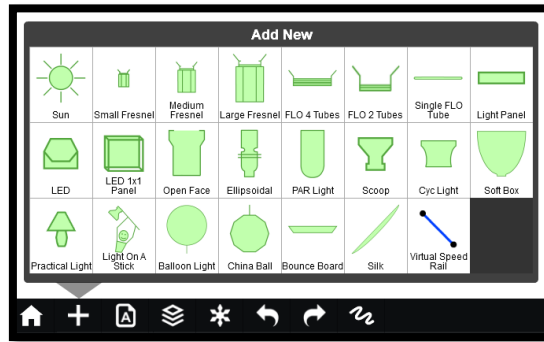 Add New
Sun
Small Fresnel
Medium
Fresnel
Large Fresnel
FLO 4 Tubes
FLO 2 Tubes
Single FLO
Tube
Light Panel
LED
LED 1x1
Panel
Open Face
Ellipsoidal
PAR Light
Scoop
Cyc Light
Soft Box
Practical Light
Light On A
Stick
Balloon Light
China Ball
Bounce Board
Silk
Virtual Speed
Rail
A